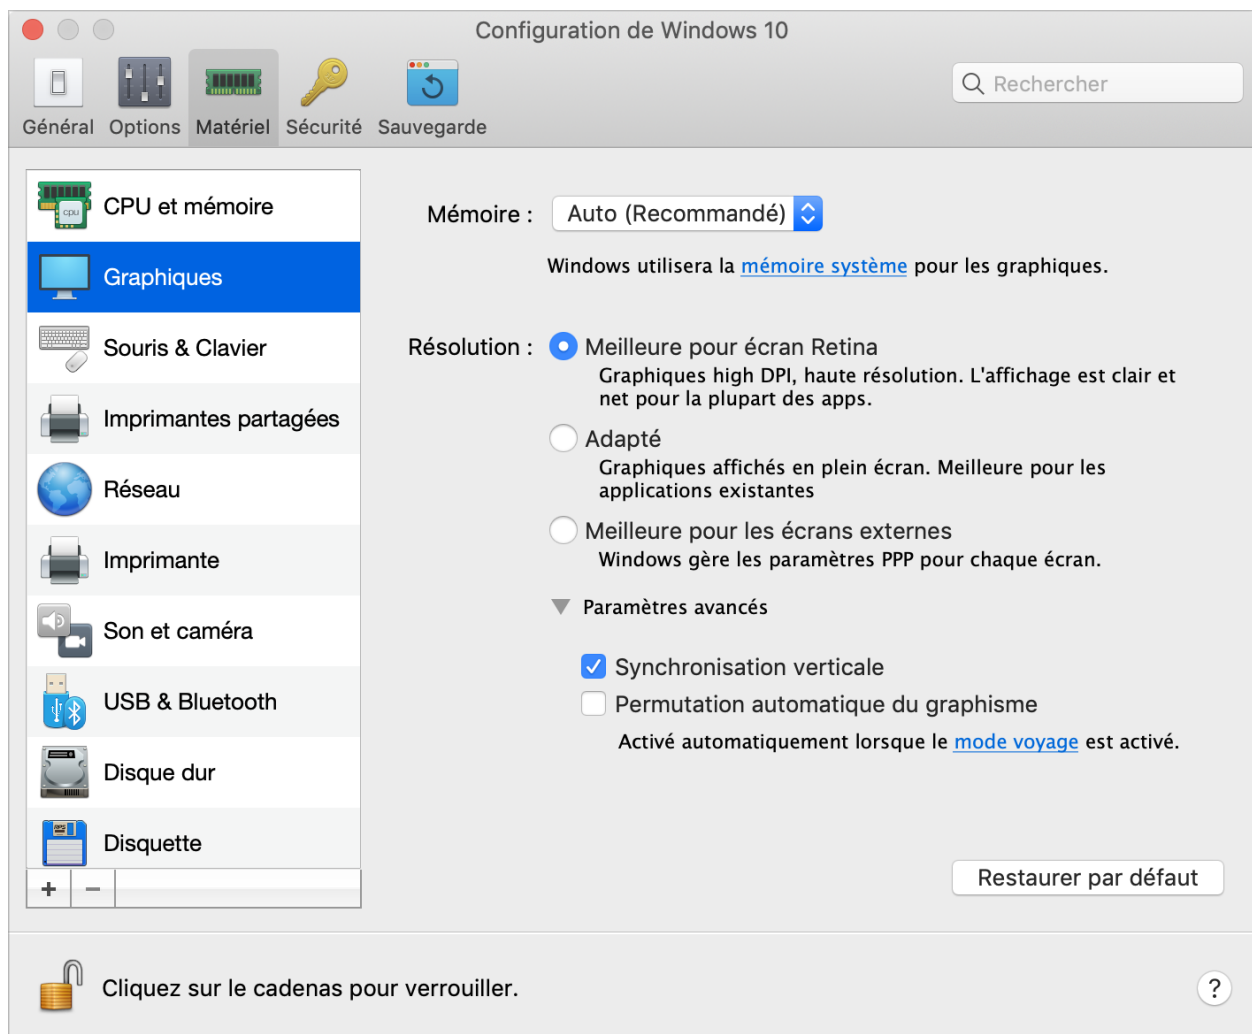 Configuration de Windows 10
Général
Options
Matériel
Sécurité
Sauvegarde
Rechercher
CPU et mémoire
cpu
Graphiques
Souris & Clavier
Imprimantes partagées
Réseau
Imprimante
Son et caméra
USB & Bluetooth
Disque dur
Disquette
+ −
Mémoire :
Auto (Recommandé)
Windows utilisera la mémoire système pour les graphiques.
Résolution :
Meilleure pour écran Retina
Graphiques high DPI, haute résolution. L'affichage est clair et
net pour la plupart des apps.
Adapté
Graphiques affichés en plein écran. Meilleure pour les
applications existantes
Meilleure pour les écrans externes
Windows gère les paramètres PPP pour chaque écran.
Paramètres avancés
Synchronisation verticale
Permutation automatique du graphisme
Activé automatiquement lorsque le mode voyage est activé.
Restaurer par défaut
Cliquez sur le cadenas pour verrouiller.
?